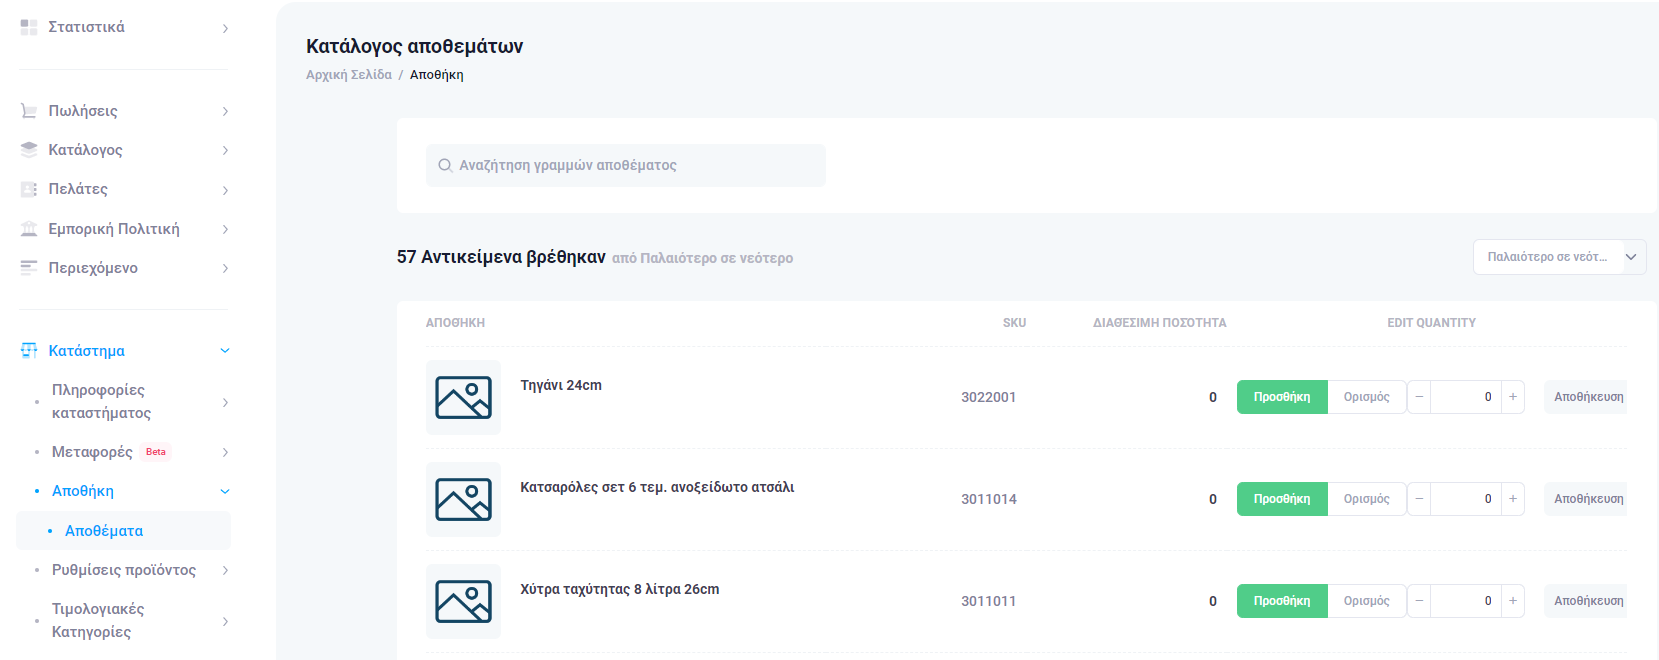 Στατιστικά
Πωλήσεις
Κατάλογος
Πελάτες
Εμπορική Πολιτική
Περιεχόμενο
Κατάστημα
Πληροφορίες
καταστήματος
Μεταφορές Beta
Αποθήκη
Αποθέματα
Ρυθμίσεις προϊόντος
Τιμολογιακές
Κατηγορίες
Κατάλογος αποθεμάτων
Αρχική Σελίδα / Αποθήκη
Αναζήτηση γραμμών αποθέματος
57 Αντικείμενα βρέθηκαν από Παλαιότερο σε νεότερο
Παλαιότερο σε νεότ...
ΑΠΟΘΉΚΗ SKU ΔΙΑΘΈΣΙΜΗ ΠΟΣΌΤΗΤΑ EDIT QUANTITY
Τηγάνι 24cm 3022001 0 Προσθήκη Ορισμός − 0 + Αποθήκευση
Κατσαρόλες σετ 6 τεμ. ανοξείδωτο ατσάλι 3011014 0 Προσθήκη Ορισμός − 0 + Αποθήκευση
Χύτρα ταχύτητας 8 λίτρα 26cm 3011011 0 Προσθήκη Ορισμός − 0 + Αποθήκευση